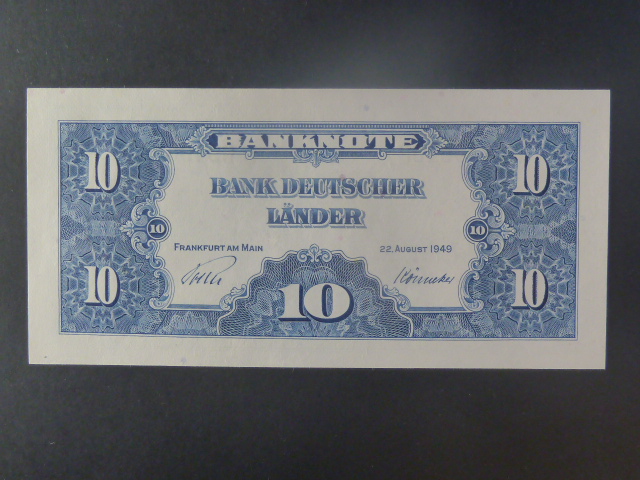 BANKNOTE
10 10
BANK DEUTSCHER
LÄNDER
10 10
FRANKFURT AM MAIN 22. AUGUST 1949
10 10 10